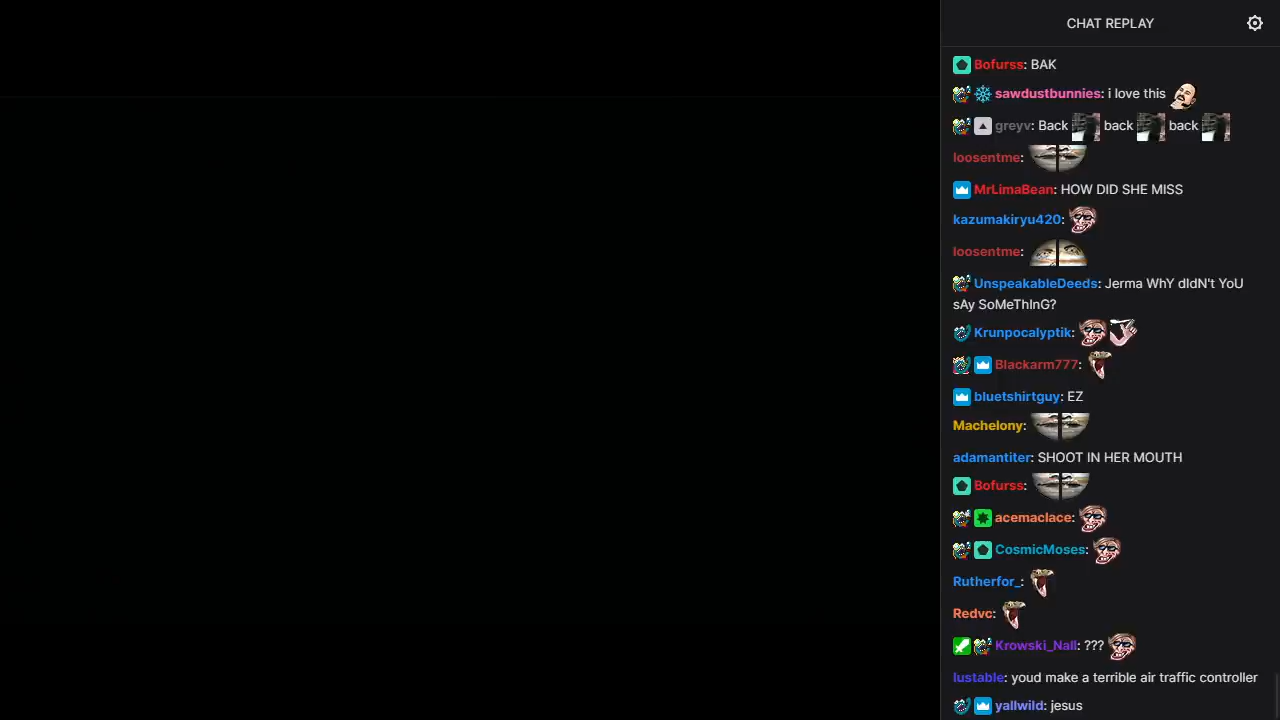 CHAT REPLAY
Bofurss: BAK
sawdustbunnies: i love this
greyv: Back back back
loosentme:
MrLimaBean: HOW DID SHE MISS
kazumakiryu420:
loosentme:
UnspeakableDeeds: Jerma WhY dIdN't YoU
sAy SoMeThInG?
Krunpocalyptik:
Blackarm777:
bluetshirtguy: EZ
Machelony:
adamantiter: SHOOT IN HER MOUTH
Bofurss:
acemaclace:
CosmicMoses:
Rutherfor_:
Redvc:
Krowski_Nall: ???
lustable: youd make a terrible air traffic controller
yallwild: jesus